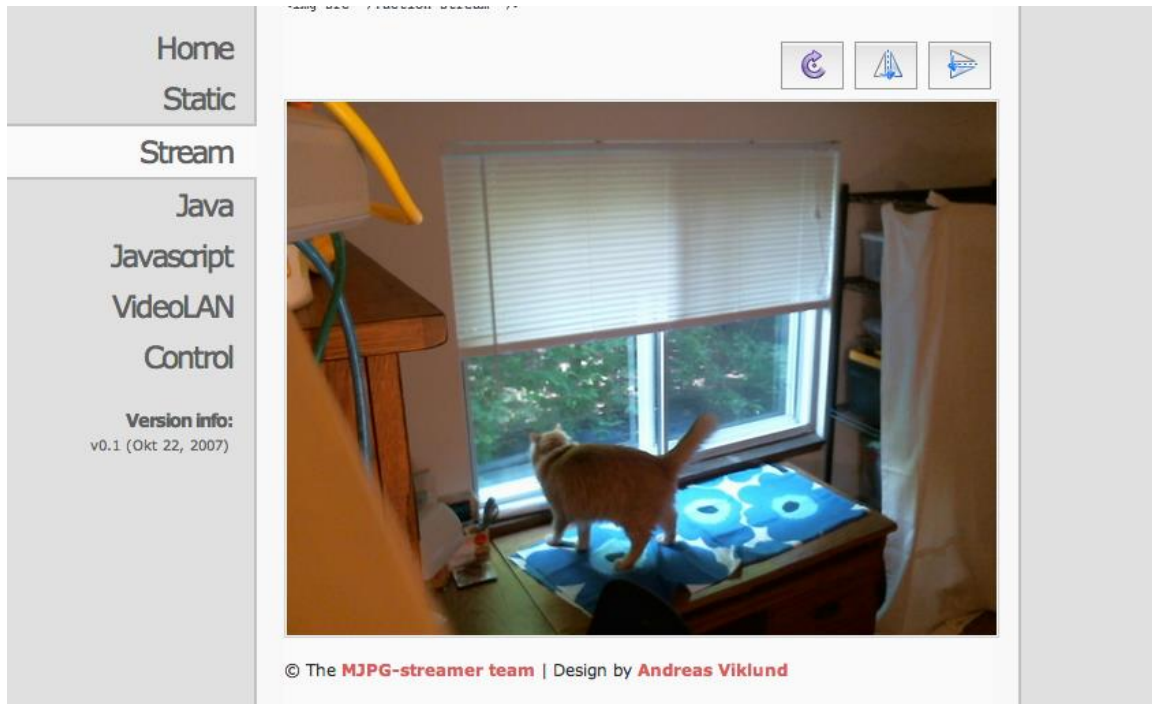 Home
Static
Stream
Java
Javascript
VideoLAN
Control
Version info:
v0.1 (Okt 22, 2007)
© The MJPG-streamer team | Design by Andreas Viklund